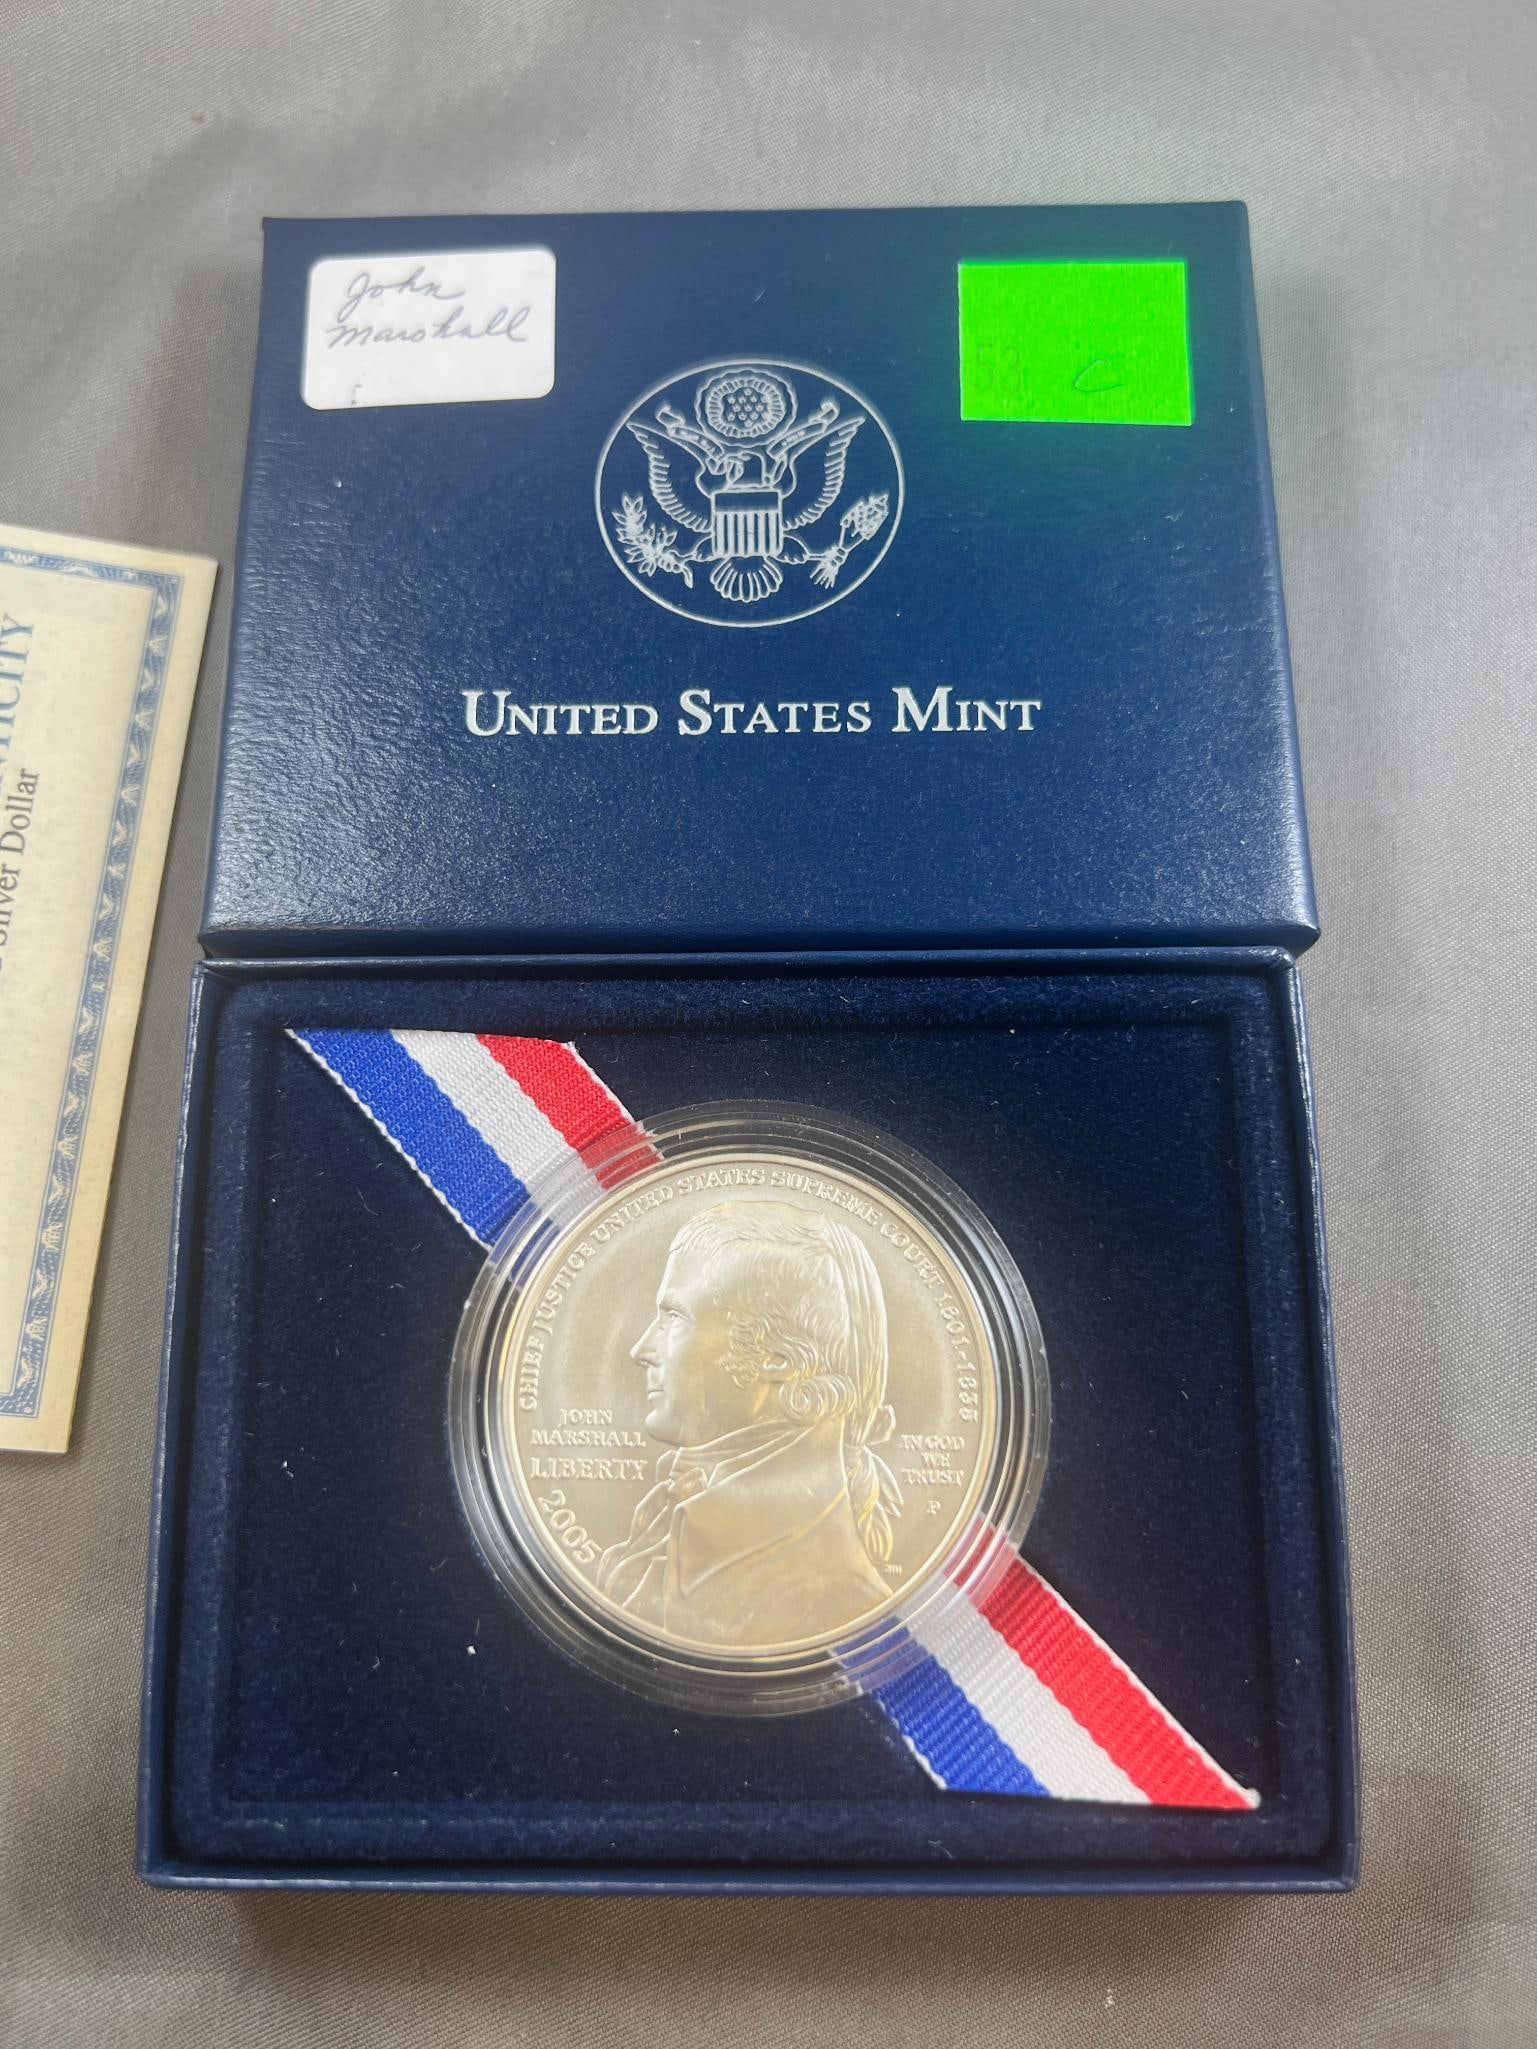 John
Marshall
53 C
UNITED STATES MINT
Silver Dollar
CHIEF JUSTICE UNITED STATES SUPREME COURT 1801-1835
JOHN
MARSHALL
LIBERTY
2005
IN GOD
WE
TRUST
P